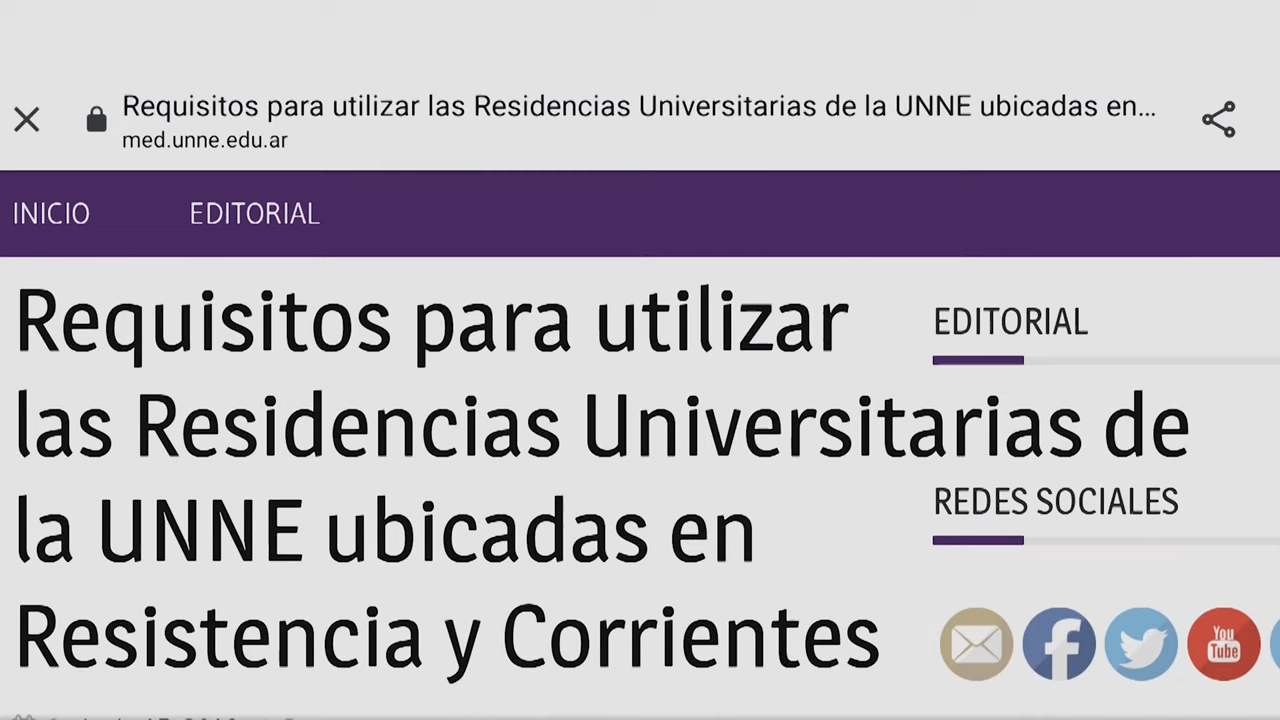 Requisitos para utilizar las Residencias Universitarias de la UNNE ubicadas en...
med.unne.edu.ar
INICIO EDITORIAL
Requisitos para utilizar
las Residencias Universitarias de
la UNNE ubicadas en
Resistencia y Corrientes
EDITORIAL
REDES SOCIALES
You
Tube